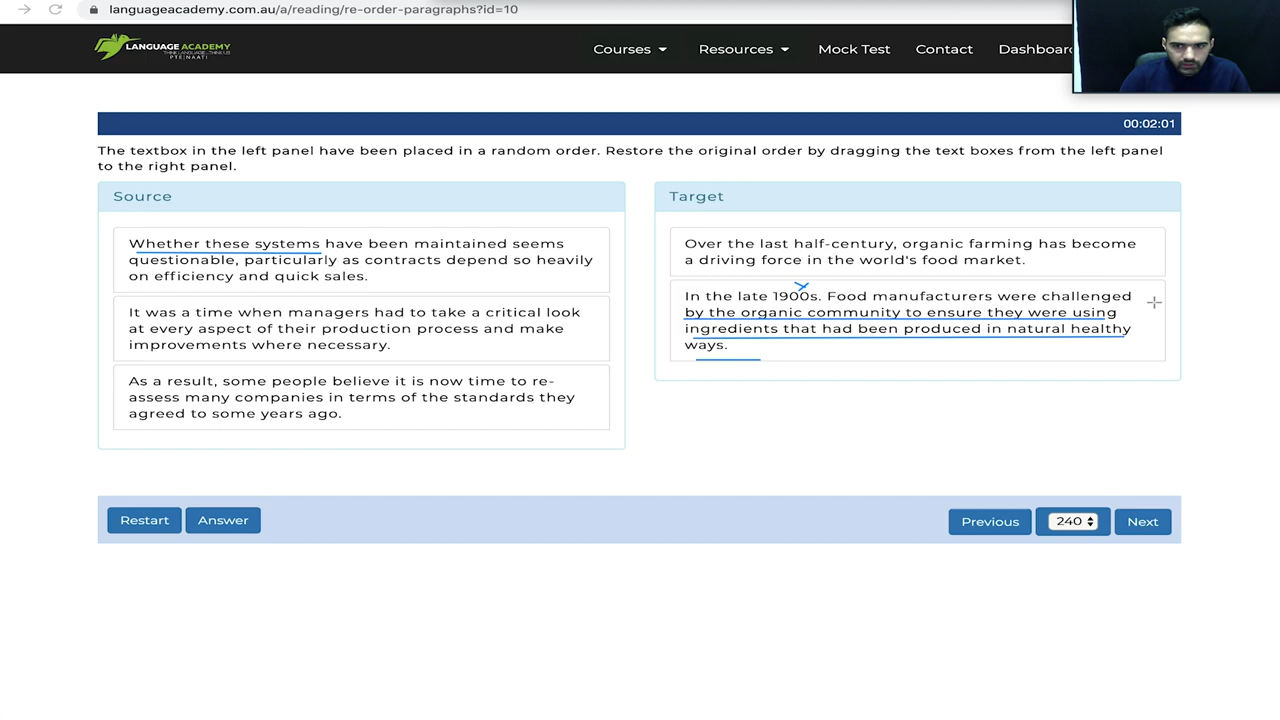 languageacademy.com.au/a/reading/re-order-paragraphs?id=10
LANGUAGE ACADEMY
THINK LANGUAGE - THINK US
PTE|NAATI
Courses
Resources
Mock Test
Contact
Dashboard
00:02:01
The textbox in the left panel have been placed in a random order. Restore the original order by dragging the text boxes from the left panel
to the right panel.
Source
Whether these systems have been maintained seems
questionable, particularly as contracts depend so heavily
on efficiency and quick sales.
It was a time when managers had to take a critical look
at every aspect of their production process and make
improvements where necessary.
As a result, some people believe it is now time to re-
assess many companies in terms of the standards they
agreed to some years ago.
Target
Over the last half-century, organic farming has become
a driving force in the world's food market.
In the late 1900s. Food manufacturers were challenged
by the organic community to ensure they were using
ingredients that had been produced in natural healthy
ways.
Restart
Answer
Previous
240
Next